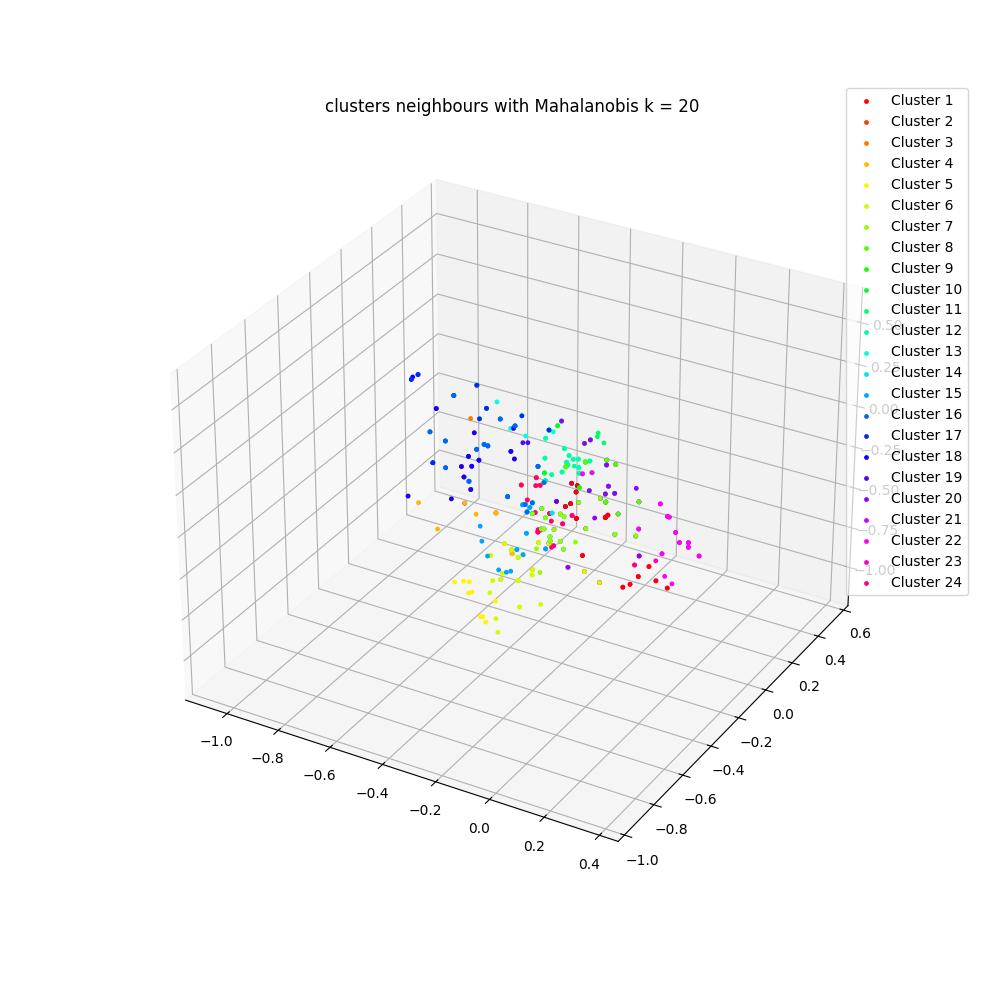 clusters neighbours with Mahalanobis k = 20
Cluster 1
Cluster 2
Cluster 3
Cluster 4
Cluster 5
Cluster 6
Cluster 7
Cluster 8
Cluster 9
Cluster 10
Cluster 11
Cluster 12
Cluster 13
Cluster 14
Cluster 15
Cluster 16
Cluster 17
Cluster 18
Cluster 19
Cluster 20
Cluster 21
Cluster 22
Cluster 23
Cluster 24
0.50
0.25
0.00
−0.25
−0.50
−0.75
−1.00
0.6
0.4
0.2
0.0
−0.2
−0.4
−0.6
−0.8
−1.0
−1.0
−0.8
−0.6
−0.4
−0.2
0.0
0.2
0.4